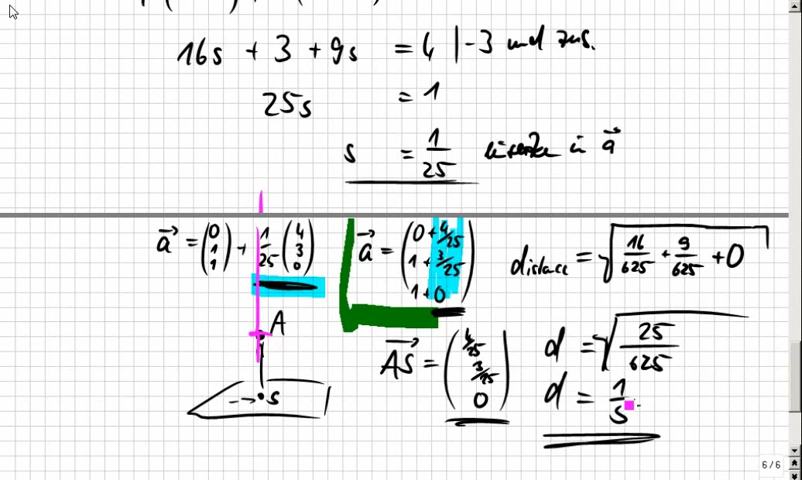 16s + 3 + 9s = 4 | -3 und zus.
25s = 1
s = 1/25 in a⃗
a⃗ = (0 1 1) + 1/25 (4 3 0)
a⃗ = (0 + 4/25 1 + 3/25 1 + 0)
distace = √(16/625 + 9/625 + 0)
A
→ S
AS⃗ = (4/25 3/25 0)
d = √(25/625)
d = 1/5
6/6